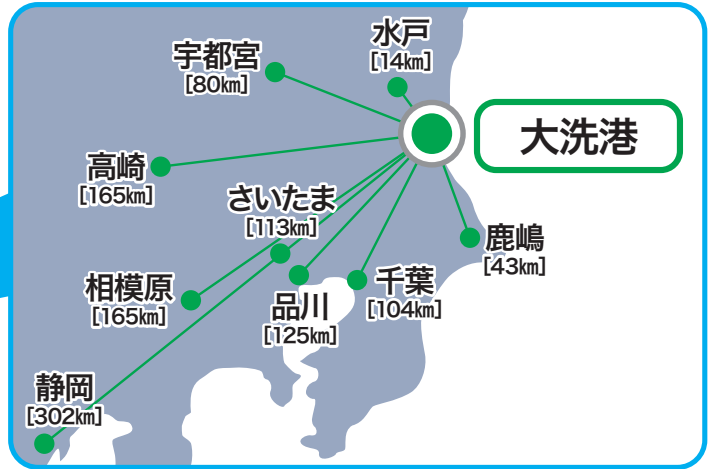 水戸
[14㎞]
宇都宮
[80㎞]
大洗港
高崎
[165㎞]
さいたま
[113㎞]
鹿嶋
[43㎞]
相模原
[165㎞]
品川
[125㎞]
千葉
[104㎞]
静岡
[302㎞]